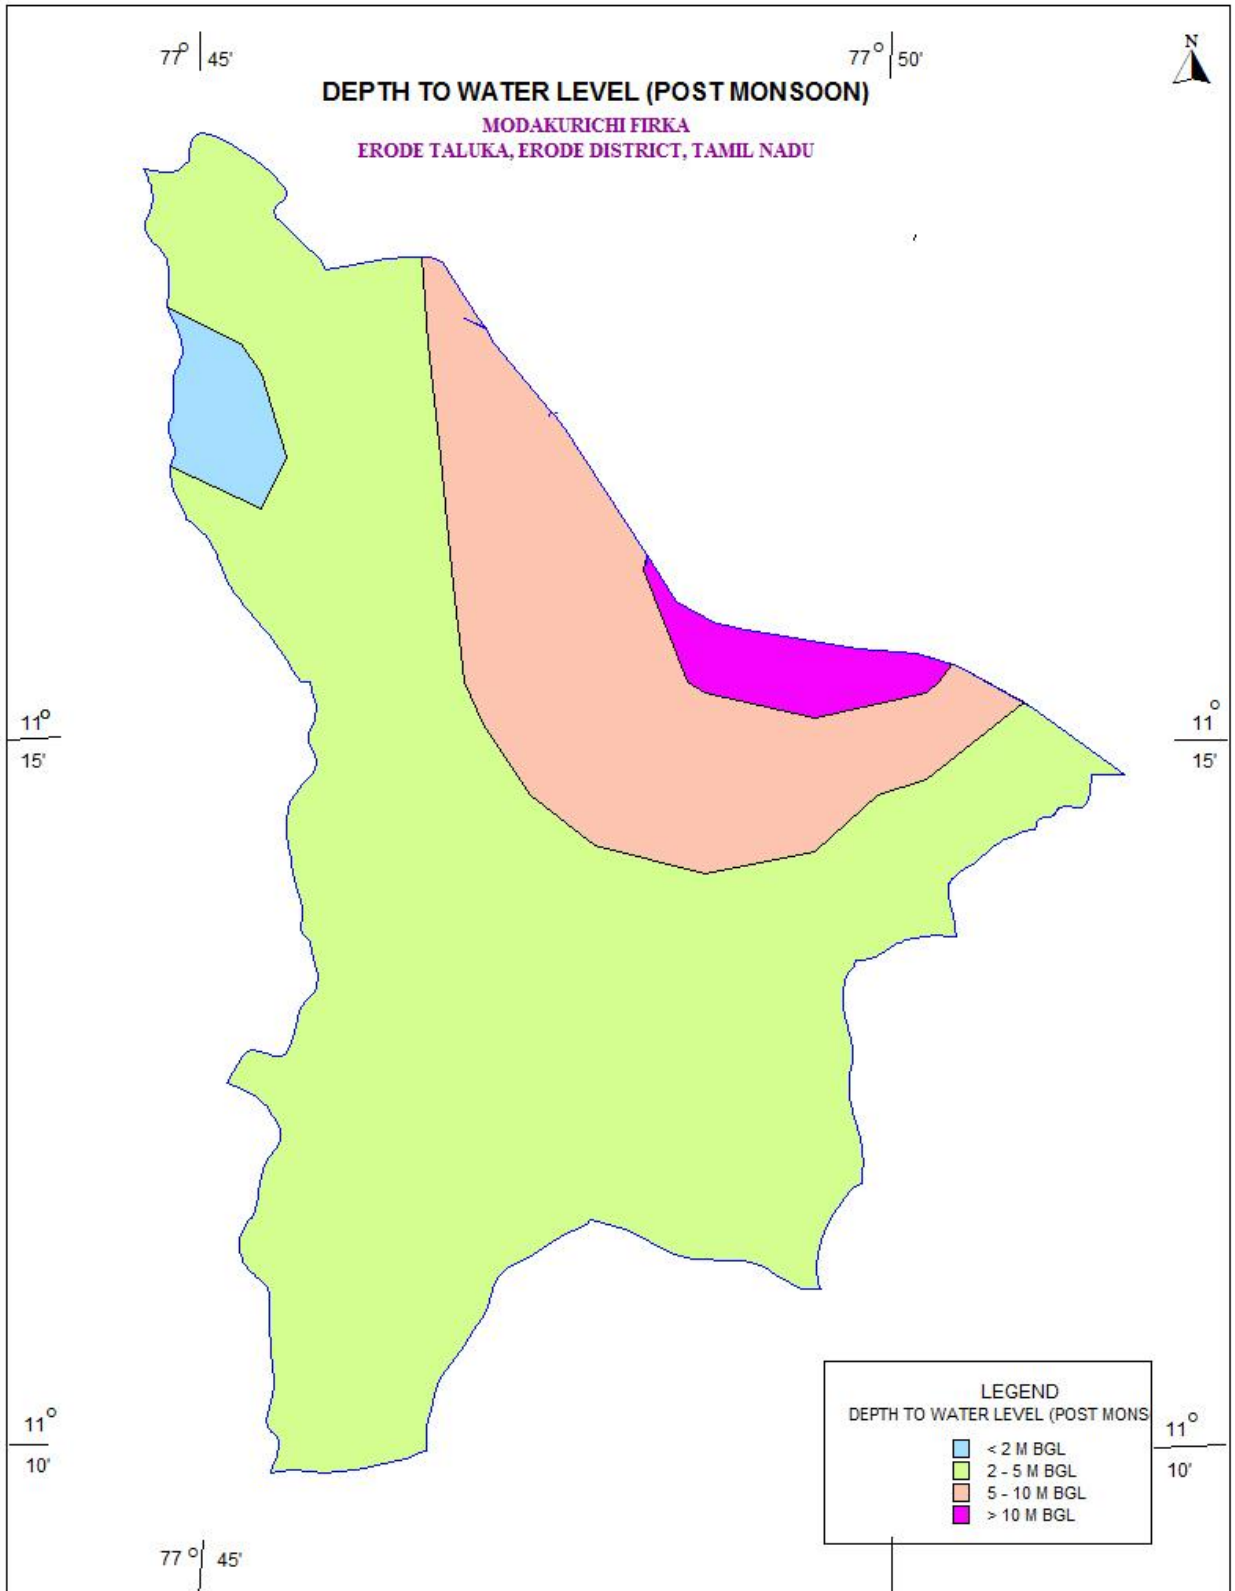 77° 45'
77° 50'
N
DEPTH TO WATER LEVEL (POST MONSOON)
MODAKURICHI FIRKA
ERODE TALUKA, ERODE DISTRICT, TAMIL NADU
11° 15'
11° 15'
LEGEND
DEPTH TO WATER LEVEL (POST MONS
< 2 M BGL
2 - 5 M BGL
5 - 10 M BGL
> 10 M BGL
11° 10'
11° 10'
77° 45'